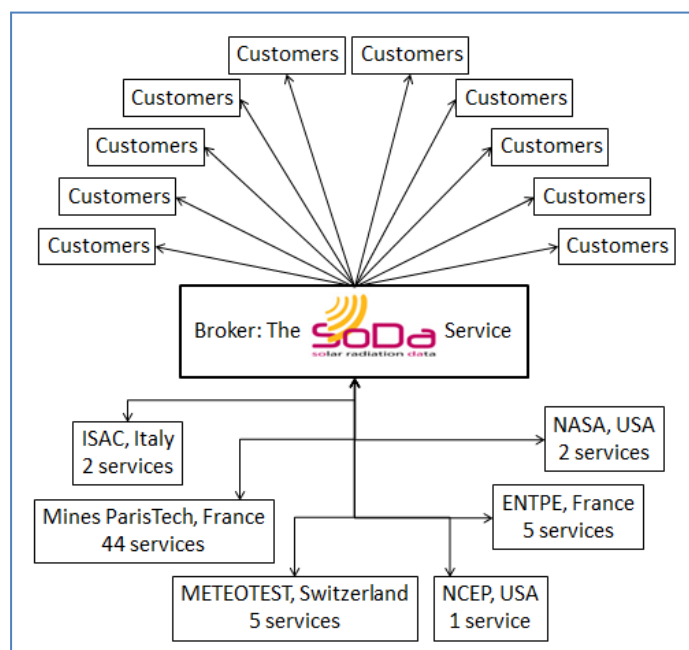 Customers
Customers
Customers
Customers
Customers
Customers
Customers
Customers
Customers
Customers
Broker: The SoDa Service
solar radiation data
ISAC, Italy
2 services
NASA, USA
2 services
Mines ParisTech, France
44 services
ENTPE, France
5 services
METEOTEST, Switzerland
5 services
NCEP, USA
1 service